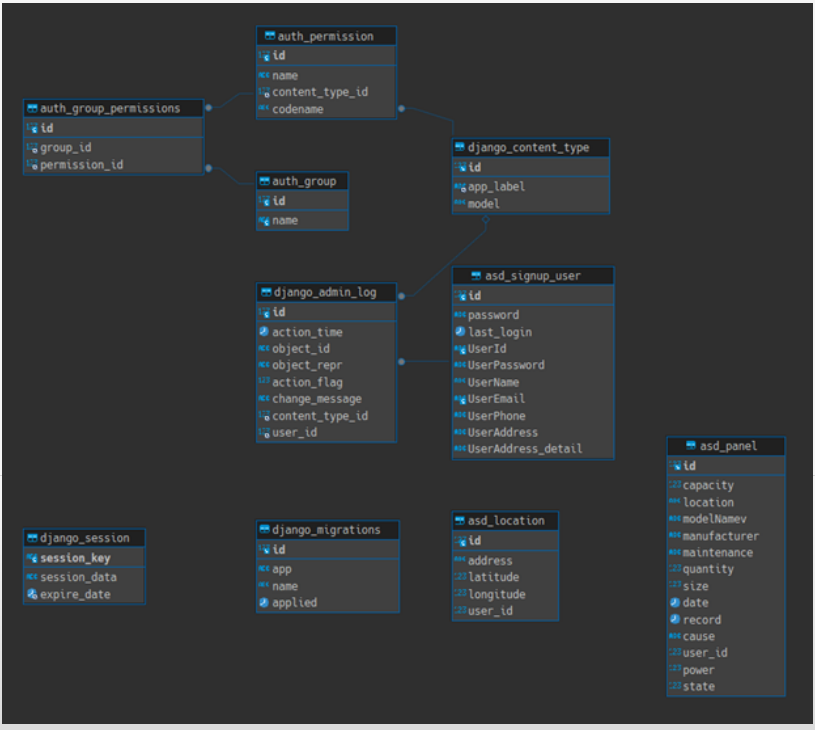 auth_permission
id
name
content_type_id
codename
auth_group_permissions
id
group_id
permission_id
auth_group
id
name
django_content_type
id
app_label
model
django_admin_log
id
action_time
object_id
object_repr
action_flag
change_message
content_type_id
user_id
asd_signup_user
id
password
last_login
UserId
UserPassword
UserName
UserEmail
UserPhone
UserAddress
UserAddress_detail
asd_panel
id
capacity
location
modelNamev
manufacturer
maintenance
quantity
size
date
record
cause
user_id
power
state
django_session
session_key
session_data
expire_date
django_migrations
id
app
name
applied
asd_location
id
address
latitude
longitude
user_id